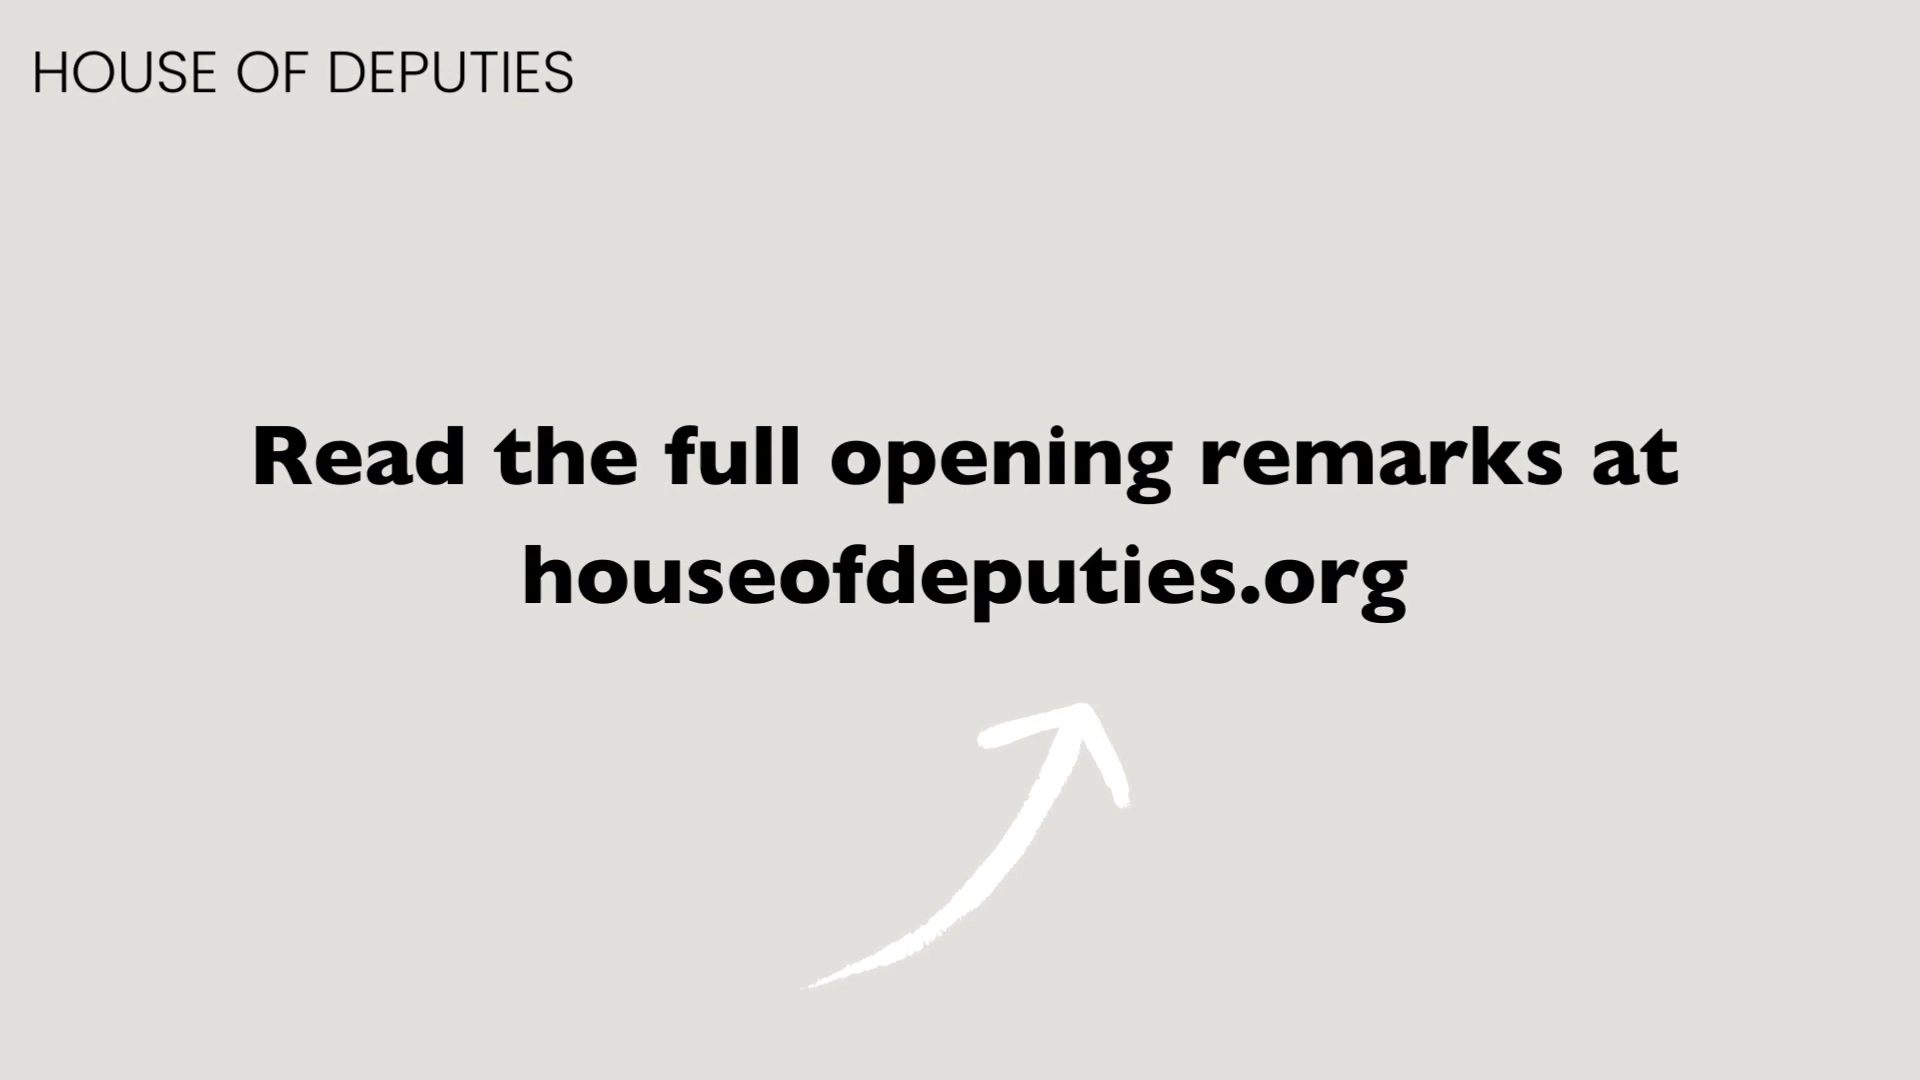 HOUSE OF DEPUTIES
Read the full opening remarks at
houseofdeputies.org